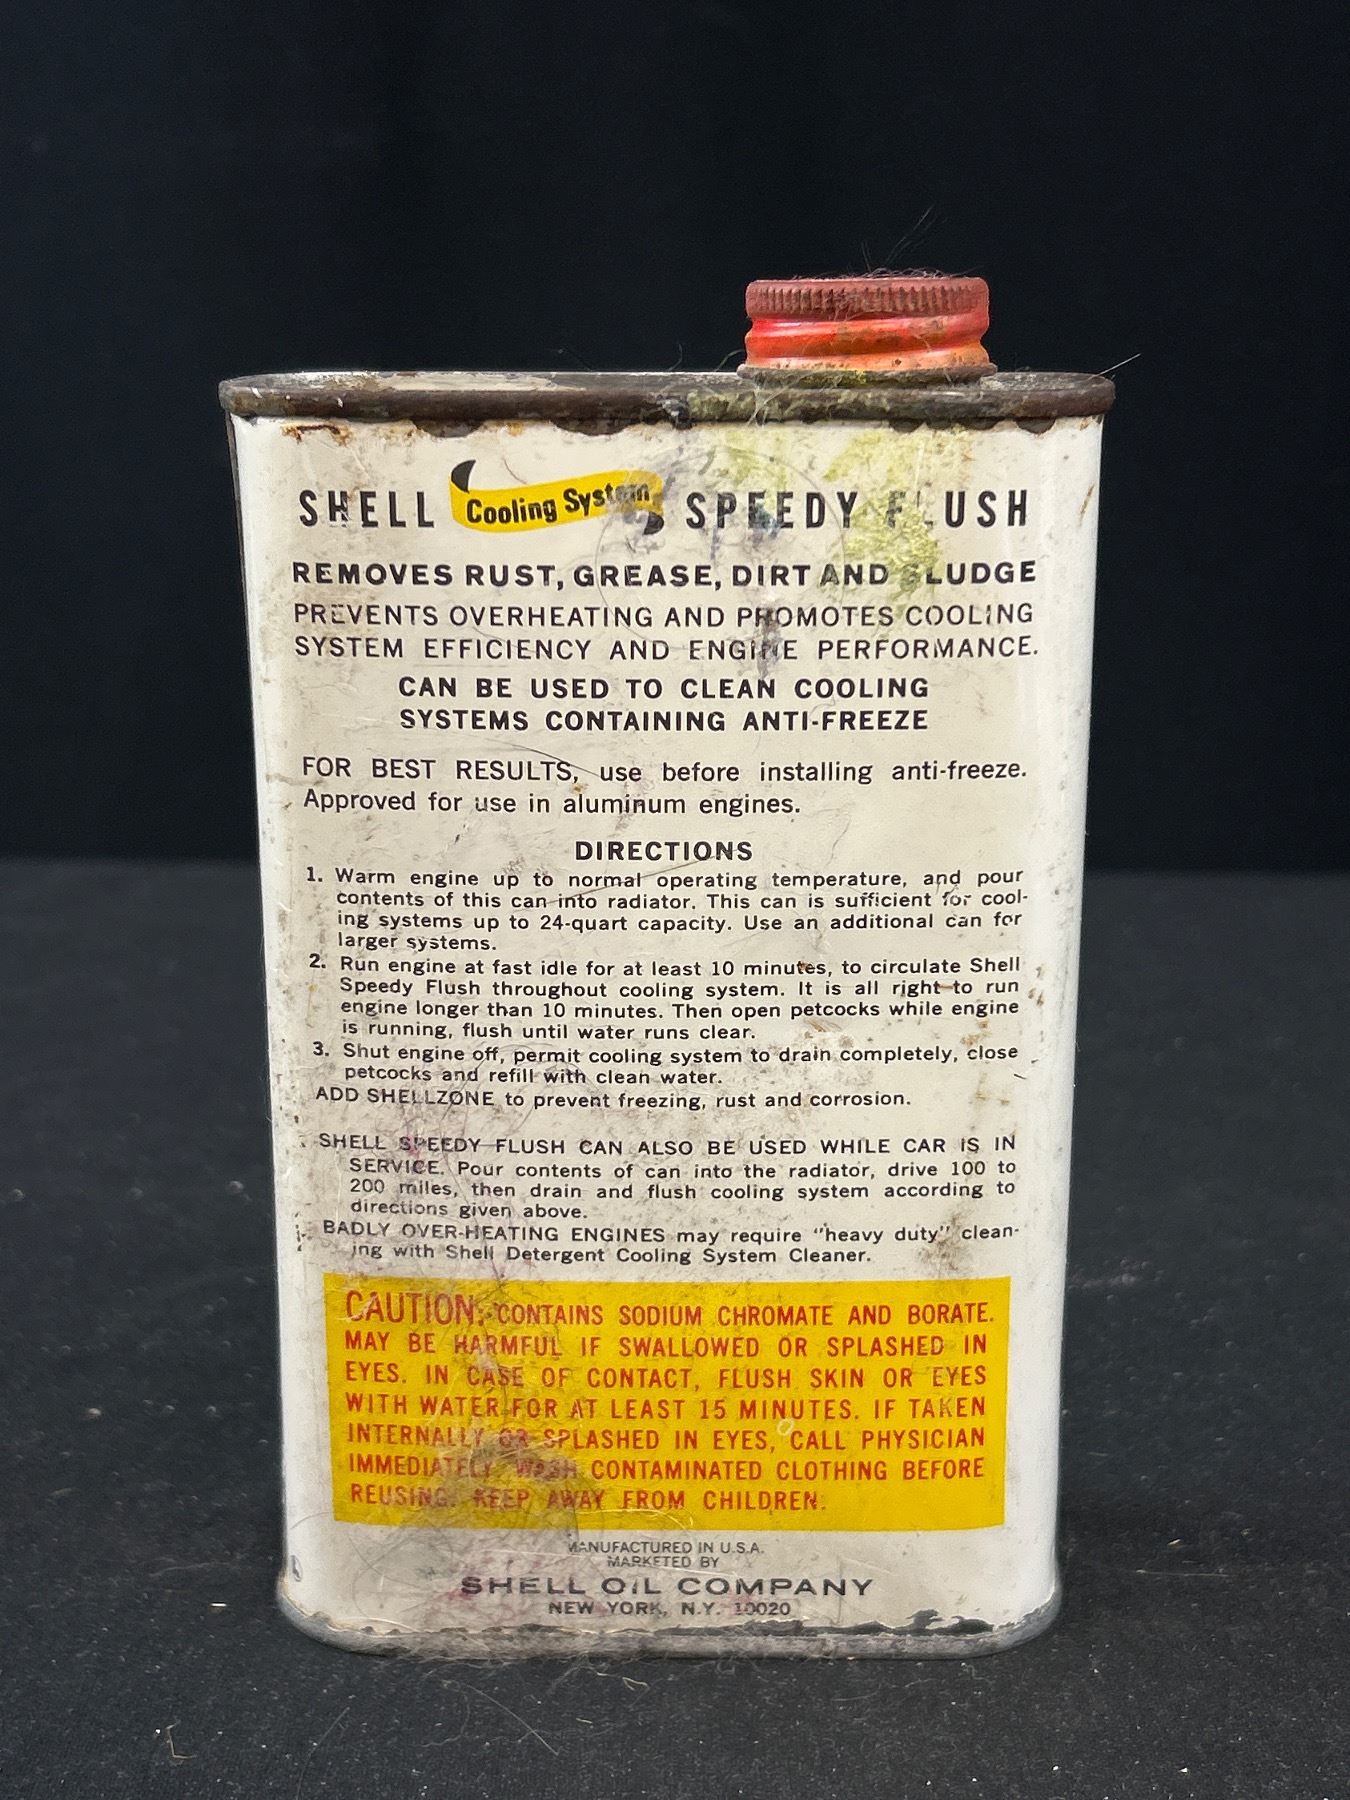 SHELL Cooling System SPEEDY FLUSH
REMOVES RUST, GREASE, DIRT AND SLUDGE
PREVENTS OVERHEATING AND PROMOTES COOLING
SYSTEM EFFICIENCY AND ENGINE PERFORMANCE.
CAN BE USED TO CLEAN COOLING
SYSTEMS CONTAINING ANTI-FREEZE
FOR BEST RESULTS, use before installing anti-freeze.
Approved for use in aluminum engines.
DIRECTIONS
1. Warm engine up to normal operating temperature, and pour
contents of this can into radiator. This can is sufficient for cool-
ing systems up to 24-quart capacity. Use an additional can for
larger systems.
2. Run engine at fast idle for at least 10 minutes, to circulate Shell
Speedy Flush throughout cooling system. It is all right to run
engine longer than 10 minutes. Then open petcocks while engine
is running, flush until water runs clear.
3. Shut engine off, permit cooling system to drain completely, close
petcocks and refill with clean water.
ADD SHELLZONE to prevent freezing, rust and corrosion.
SHELL SPEEDY FLUSH CAN ALSO BE USED WHILE CAR IS IN
SERVICE. Pour contents of can into the radiator, drive 100 to
200 miles, then drain and flush cooling system according to
directions given above.
BADLY OVER-HEATING ENGINES may require "heavy duty" clean-
ing with Shell Detergent Cooling System Cleaner.
CAUTION: CONTAINS SODIUM CHROMATE AND BORATE.
MAY BE HARMFUL IF SWALLOWED OR SPLASHED IN
EYES. IN CASE OF CONTACT, FLUSH SKIN OR EYES
WITH WATER FOR AT LEAST 15 MINUTES. IF TAKEN
INTERNALLY OR SPLASHED IN EYES, CALL PHYSICIAN
IMMEDIATELY. WASH CONTAMINATED CLOTHING BEFORE
REUSING. KEEP AWAY FROM CHILDREN.
MANUFACTURED IN U.S.A.
MARKETED BY
SHELL OIL COMPANY
NEW YORK, N.Y. 10020